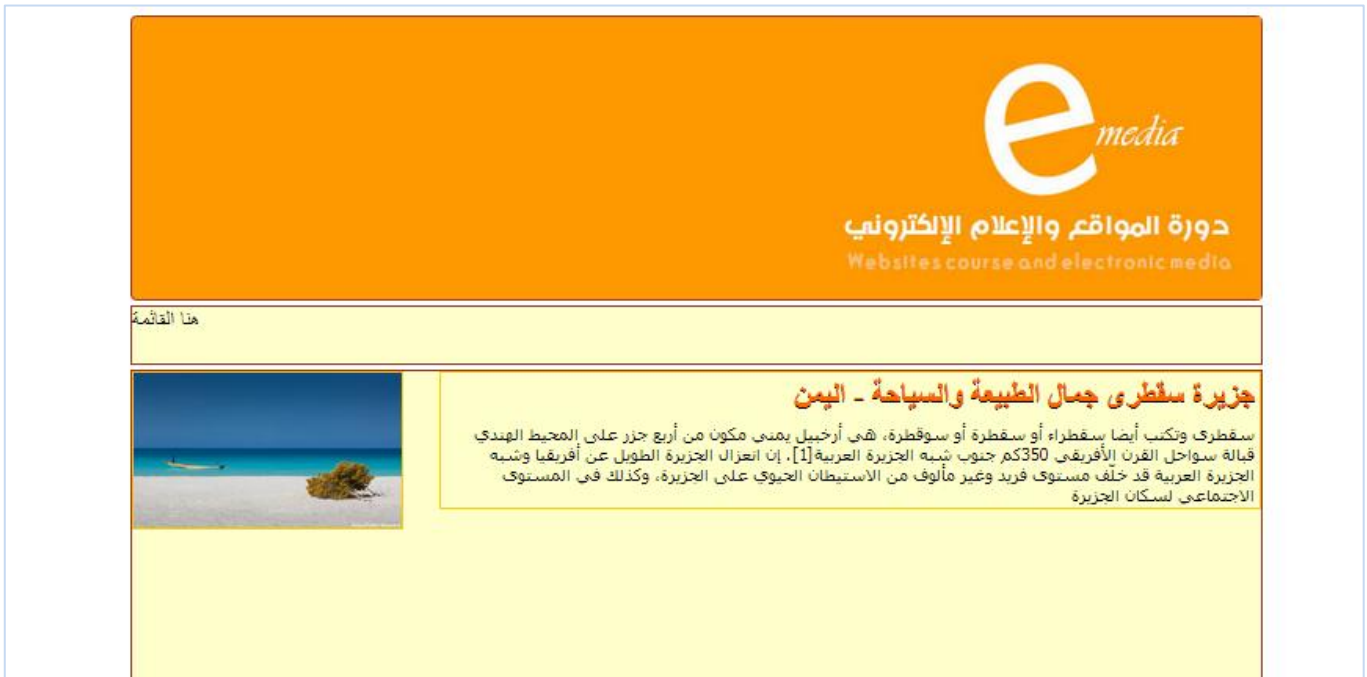 e media
دورة المواقع والإعلام الإلكتروني
Websites course and electronic media
هنا القائمة
جزيرة سقطرى جمال الطبيعة والسياحة - اليمن
سقطرى وتكتب أيضا سقطراء أو سقطرة أو سوقطرة، هي أرخبيل يمني مكون من أربع جزر على المحيط الهندي
قبالة سواحل القرن الأفريقي 350كم جنوب شبه الجزيرة العربية[1]. إن انعزال الجزيرة الطويل عن أفريقيا وشبه
الجزيرة العربية قد خلّف مستوى فريد وغير مألوف من الاستيطان الحيوي على الجزيرة، وكذلك في المستوى
الاجتماعي لسكان الجزيرة